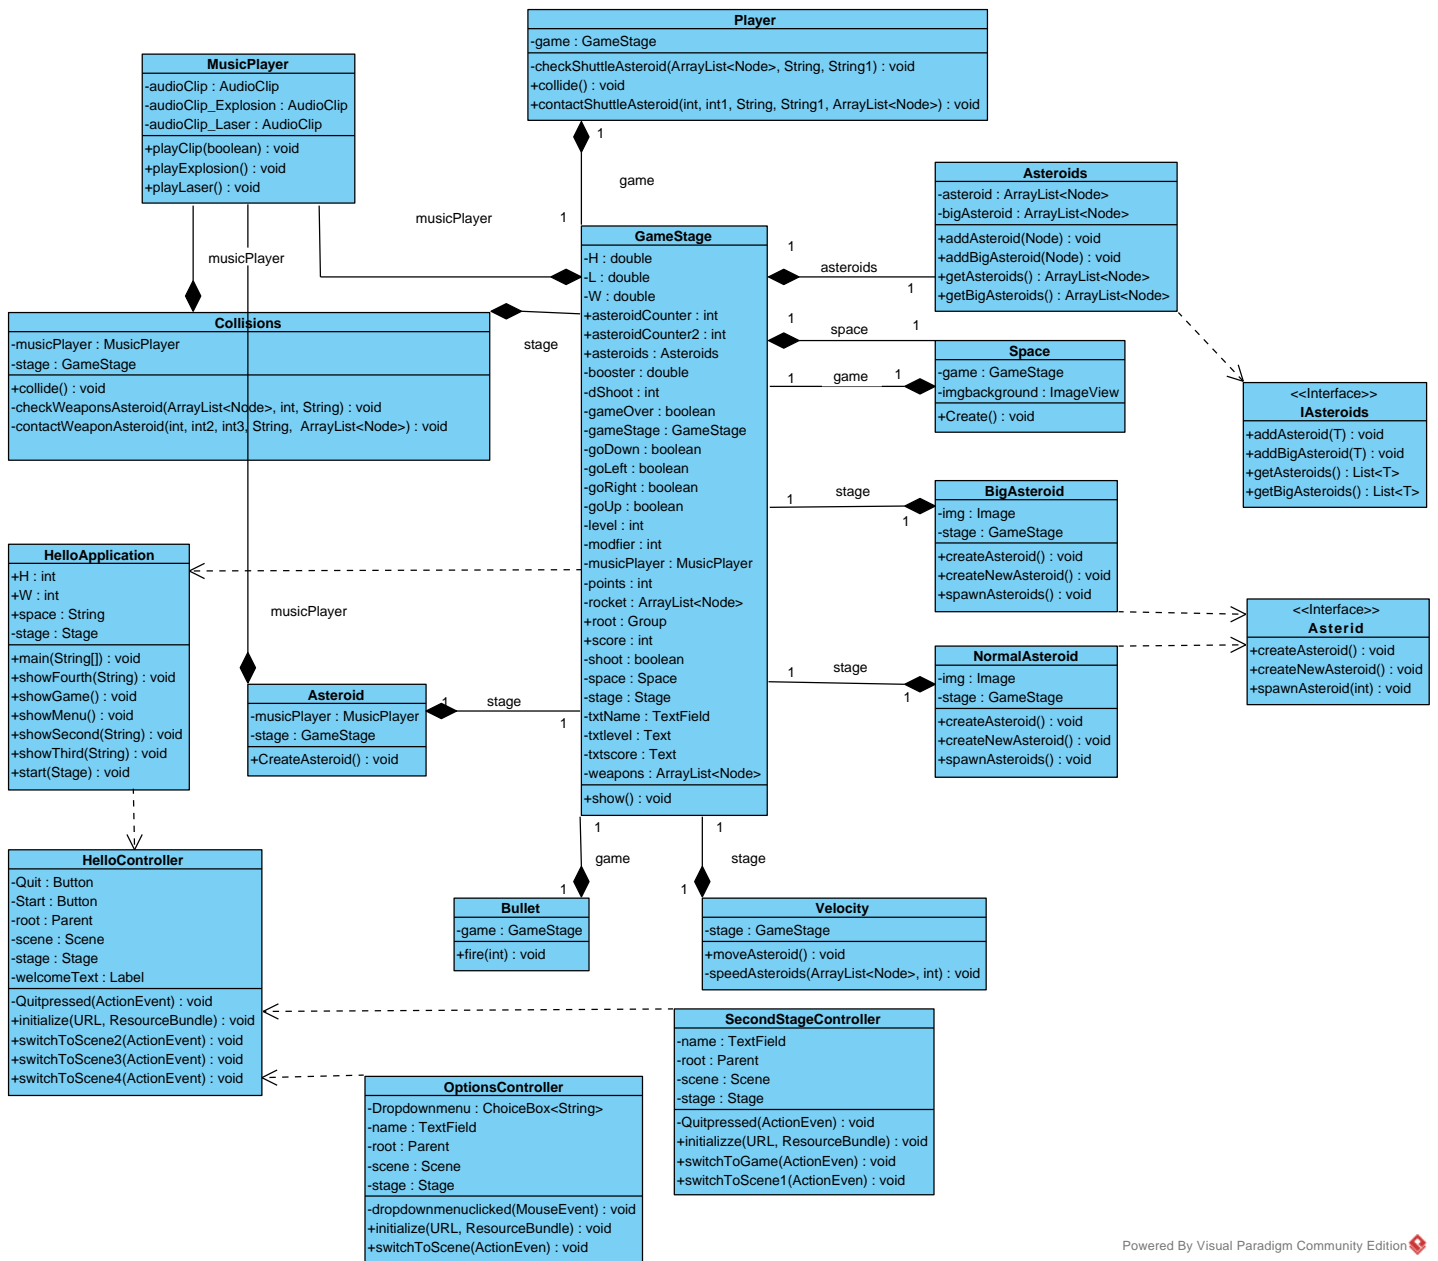 Player
-game : GameStage
-checkShuttleAsteroid(ArrayList<Node>, String, String1) : void
+collide() : void
+contactShuttleAsteroid(int, int1, String, String1, ArrayList<Node>) : void
MusicPlayer
-audioClip : AudioClip
-audioClip_Explosion : AudioClip
-audioClip_Laser : AudioClip
+playClip(boolean) : void
+playExplosion() : void
+playLaser() : void
1
game
1
musicPlayer
musicPlayer
Asteroids
-asteroid : ArrayList<Node>
-bigAsteroid : ArrayList<Node>
+addAsteroid(Node) : void
+addBigAsteroid(Node) : void
+getAsteroids() : ArrayList<Node>
+getBigAsteroids() : ArrayList<Node>
GameStage
-H : double
-L : double
-W : double
+asteroidCounter : int
+asteroidCounter2 : int
+asteroids : Asteroids
-booster : double
-dShoot : int
-gameOver : boolean
-gameStage : GameStage
-goDown : boolean
-goLeft : boolean
-goRight : boolean
-goUp : boolean
-level : int
-modfier : int
-musicPlayer : MusicPlayer
-points : int
-rocket : ArrayList<Node>
+root : Group
+score : int
-shoot : boolean
-space : Space
-stage : Stage
-txtName : TextField
-txtlevel : Text
-txtscore : Text
-weapons : ArrayList<Node>
+show() : void
1
asteroids
1
1
space
1
1
game
1
Collisions
-musicPlayer : MusicPlayer
-stage : GameStage
+collide() : void
-checkWeaponsAsteroid(ArrayList<Node>, int, String) : void
-contactWeaponAsteroid(int, int2, int3, String, ArrayList<Node>) : void
stage
Space
-game : GameStage
-imgbackground : ImageView
+Create() : void
<<Interface>>
IAsteroids
+addAsteroid(T) : void
+addBigAsteroid(T) : void
+getAsteroids() : List<T>
+getBigAsteroids() : List<T>
1
stage
1
BigAsteroid
-img : Image
-stage : GameStage
+createAsteroid() : void
+createNewAsteroid() : void
+spawnAsteroids() : void
HelloApplication
+H : int
+W : int
+space : String
-stage : Stage
+main(String[]) : void
+showFourth(String) : void
+showGame() : void
+showMenu() : void
+showSecond(String) : void
+showThird(String) : void
+start(Stage) : void
musicPlayer
<<Interface>>
Asterid
+createAsteroid() : void
+createNewAsteroid() : void
+spawnAsteroid(int) : void
1
stage
1
NormalAsteroid
-img : Image
-stage : GameStage
+createAsteroid() : void
+createNewAsteroid() : void
+spawnAsteroids() : void
Asteroid
-musicPlayer : MusicPlayer
-stage : GameStage
+CreateAsteroid() : void
1
stage
1
1
game
1
1
stage
1
HelloController
-Quit : Button
-Start : Button
-root : Parent
-scene : Scene
-stage : Stage
-welcomeText : Label
-Quitpressed(ActionEvent) : void
+initialize(URL, ResourceBundle) : void
+switchToScene2(ActionEvent) : void
+switchToScene3(ActionEvent) : void
+switchToScene4(ActionEvent) : void
Bullet
-game : GameStage
+fire(int) : void
Velocity
-stage : GameStage
+moveAsteroid() : void
-speedAsteroids(ArrayList<Node>, int) : void
SecondStageController
-name : TextField
-root : Parent
-scene : Scene
-stage : Stage
-Quitpressed(ActionEven) : void
+initializze(URL, ResourceBundle) : void
+switchToGame(ActionEven) : void
+switchToScene1(ActionEven) : void
OptionsController
-Dropdownmenu : ChoiceBox<String>
-name : TextField
-root : Parent
-scene : Scene
-stage : Stage
-dropdownmenuclicked(MouseEvent) : void
+initialize(URL, ResourceBundle) : void
+switchToScene(ActionEven) : void
Powered By Visual Paradigm Community Edition